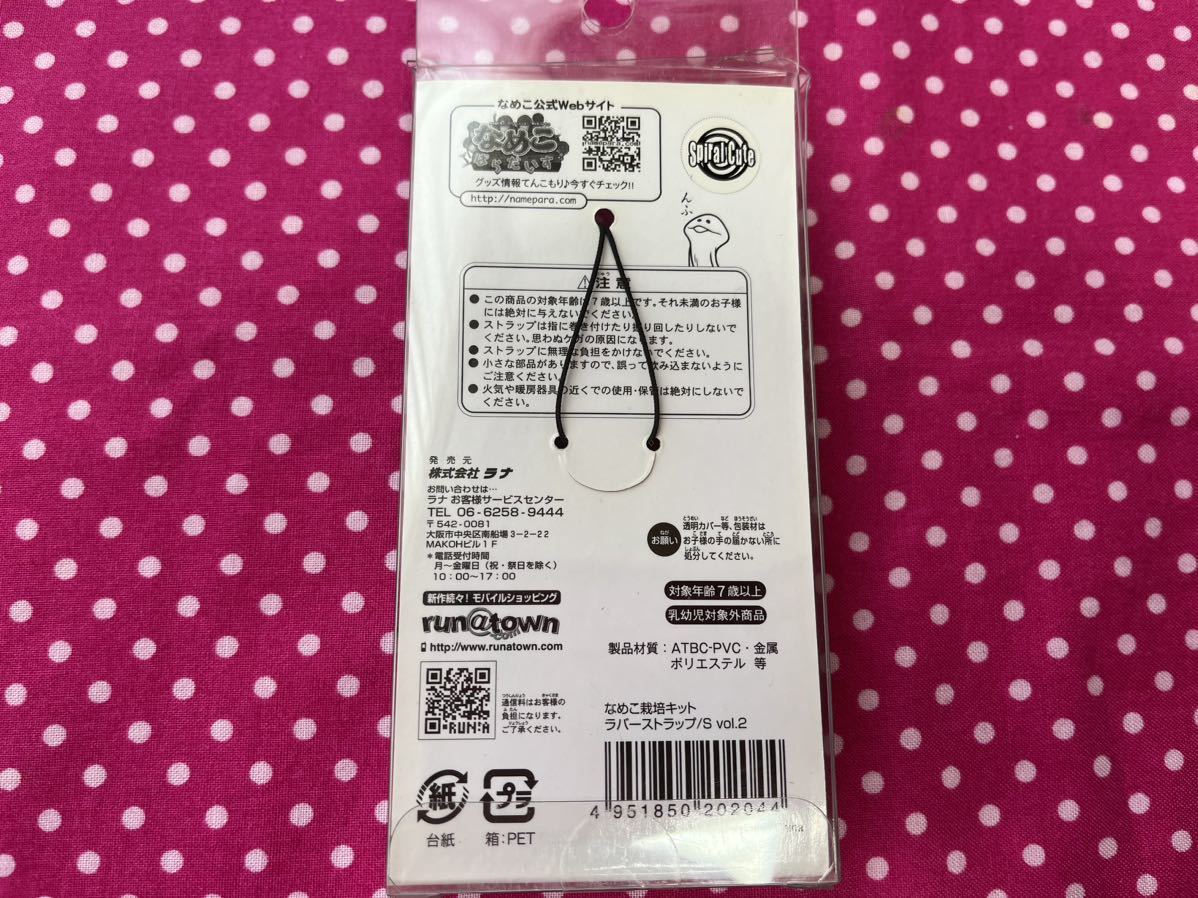 なめこ公式Webサイト
なめこ
ぱらだいす
グッズ情報てんこもり♪今すぐチェック!!
http://namepara.com
Spiral Cute
んふ
⚠注意
●この商品の対象年齢は7歳以上です。それ未満のお子様
には絶対に与えないでください。
●ストラップは指に巻き付けたり振り回したりしないで
ください。思わぬケガの原因になります。
●ストラップに無理な負担をかけないでください。
●小さな部品がありますので、誤って飲み込まないように
ご注意ください。
●火気や暖房器具の近くでの使用・保管は絶対にしないで
ください。
発売元
株式会社 ラナ
お問い合わせは…
ラナ お客様サービスセンター
TEL 06-6258-9444
〒542-0081
大阪市中央区南船場3-2-22
MAKOHビル1F
*電話受付時間
月〜金曜日(祝・祭日を除く)
10:00〜17:00
お願い
透明カバー等、包装材は
お子様の手の届かない所に
処分してください。
対象年齢7歳以上
乳幼児対象外商品
新作続々!モバイルショッピング
run@town
.com
http://www.runatown.com
製品材質:ATBC-PVC・金属
ポリエステル 等
RUN:A
通信料はお客様の
負担になります。
ご了承ください。
なめこ栽培キット
ラバーストラップ/S vol.2
4 951850 202044
紙
台紙
プラ
箱:PET